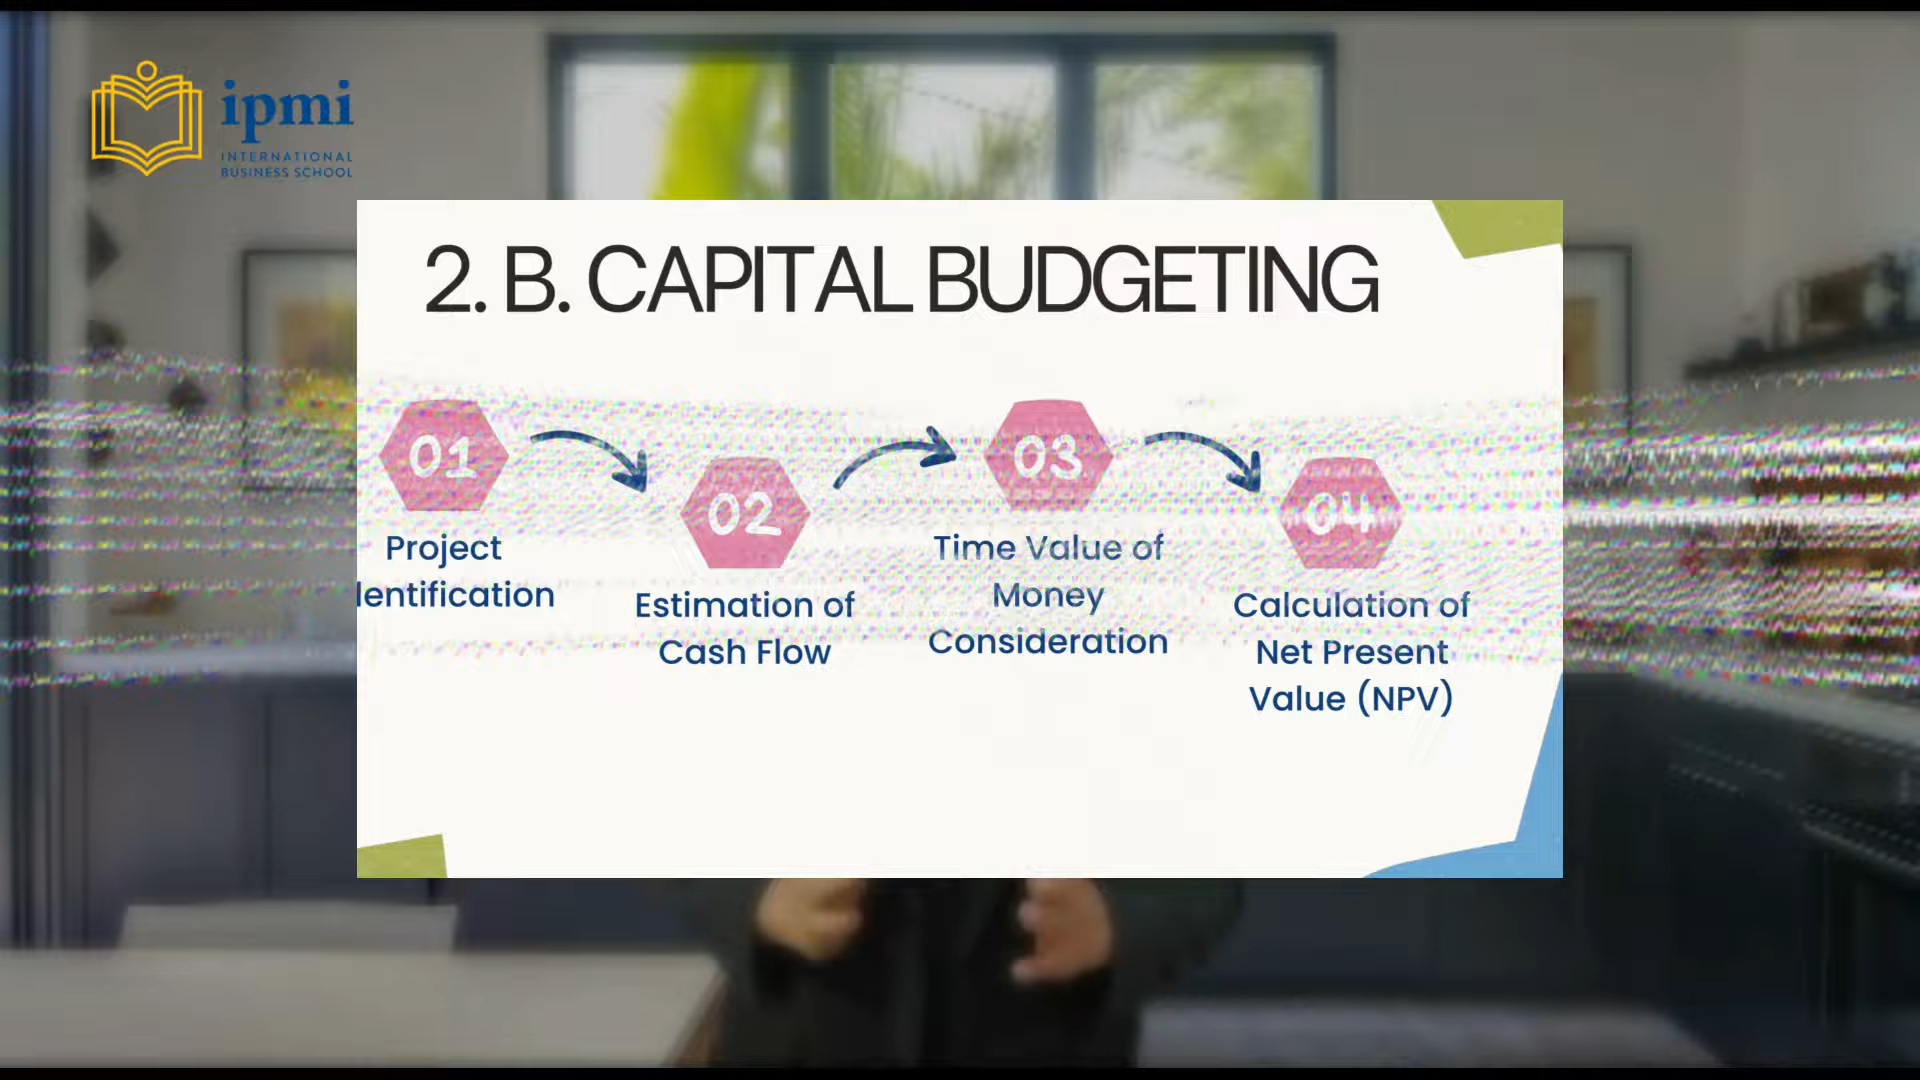 ipmi
INTERNATIONAL
BUSINESS SCHOOL
2. B. CAPITAL BUDGETING
01
02
03
04
Project
dentification
Estimation of
Cash Flow
Time Value of
Money
Consideration
Calculation of
Net Present
Value (NPV)